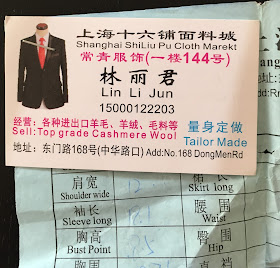 上海十六铺面料城
Shanghai ShiLiu Pu Cloth Marekt
常青服饰(一楼144号)
林丽君
Lin Li Jun
15000122203
经营：各种进出口羊毛、羊绒、毛料等
Sell:Top grade Cashmere Wool
量身定做
Tailor Made
地址：东门路168号(中华路口) Add:No.168 DongMenRd
肩宽
Shoulder wide
裙长
Skirt long
袖长
Sleeve long
腰围
Waist
胸高
Bust Point
25
臀围
Hip
胸围